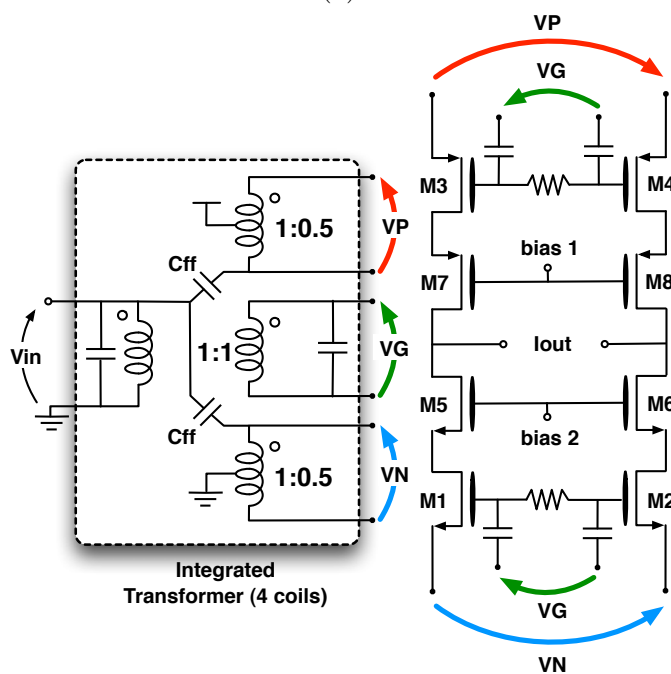 VP
VG
M3
M4
1:0.5
VP
Cff
bias 1
M7
M8
Vin
1:1
VG
Iout
M5
M6
Cff
bias 2
1:0.5
VN
M1
M2
Integrated
Transformer (4 coils)
VG
VN